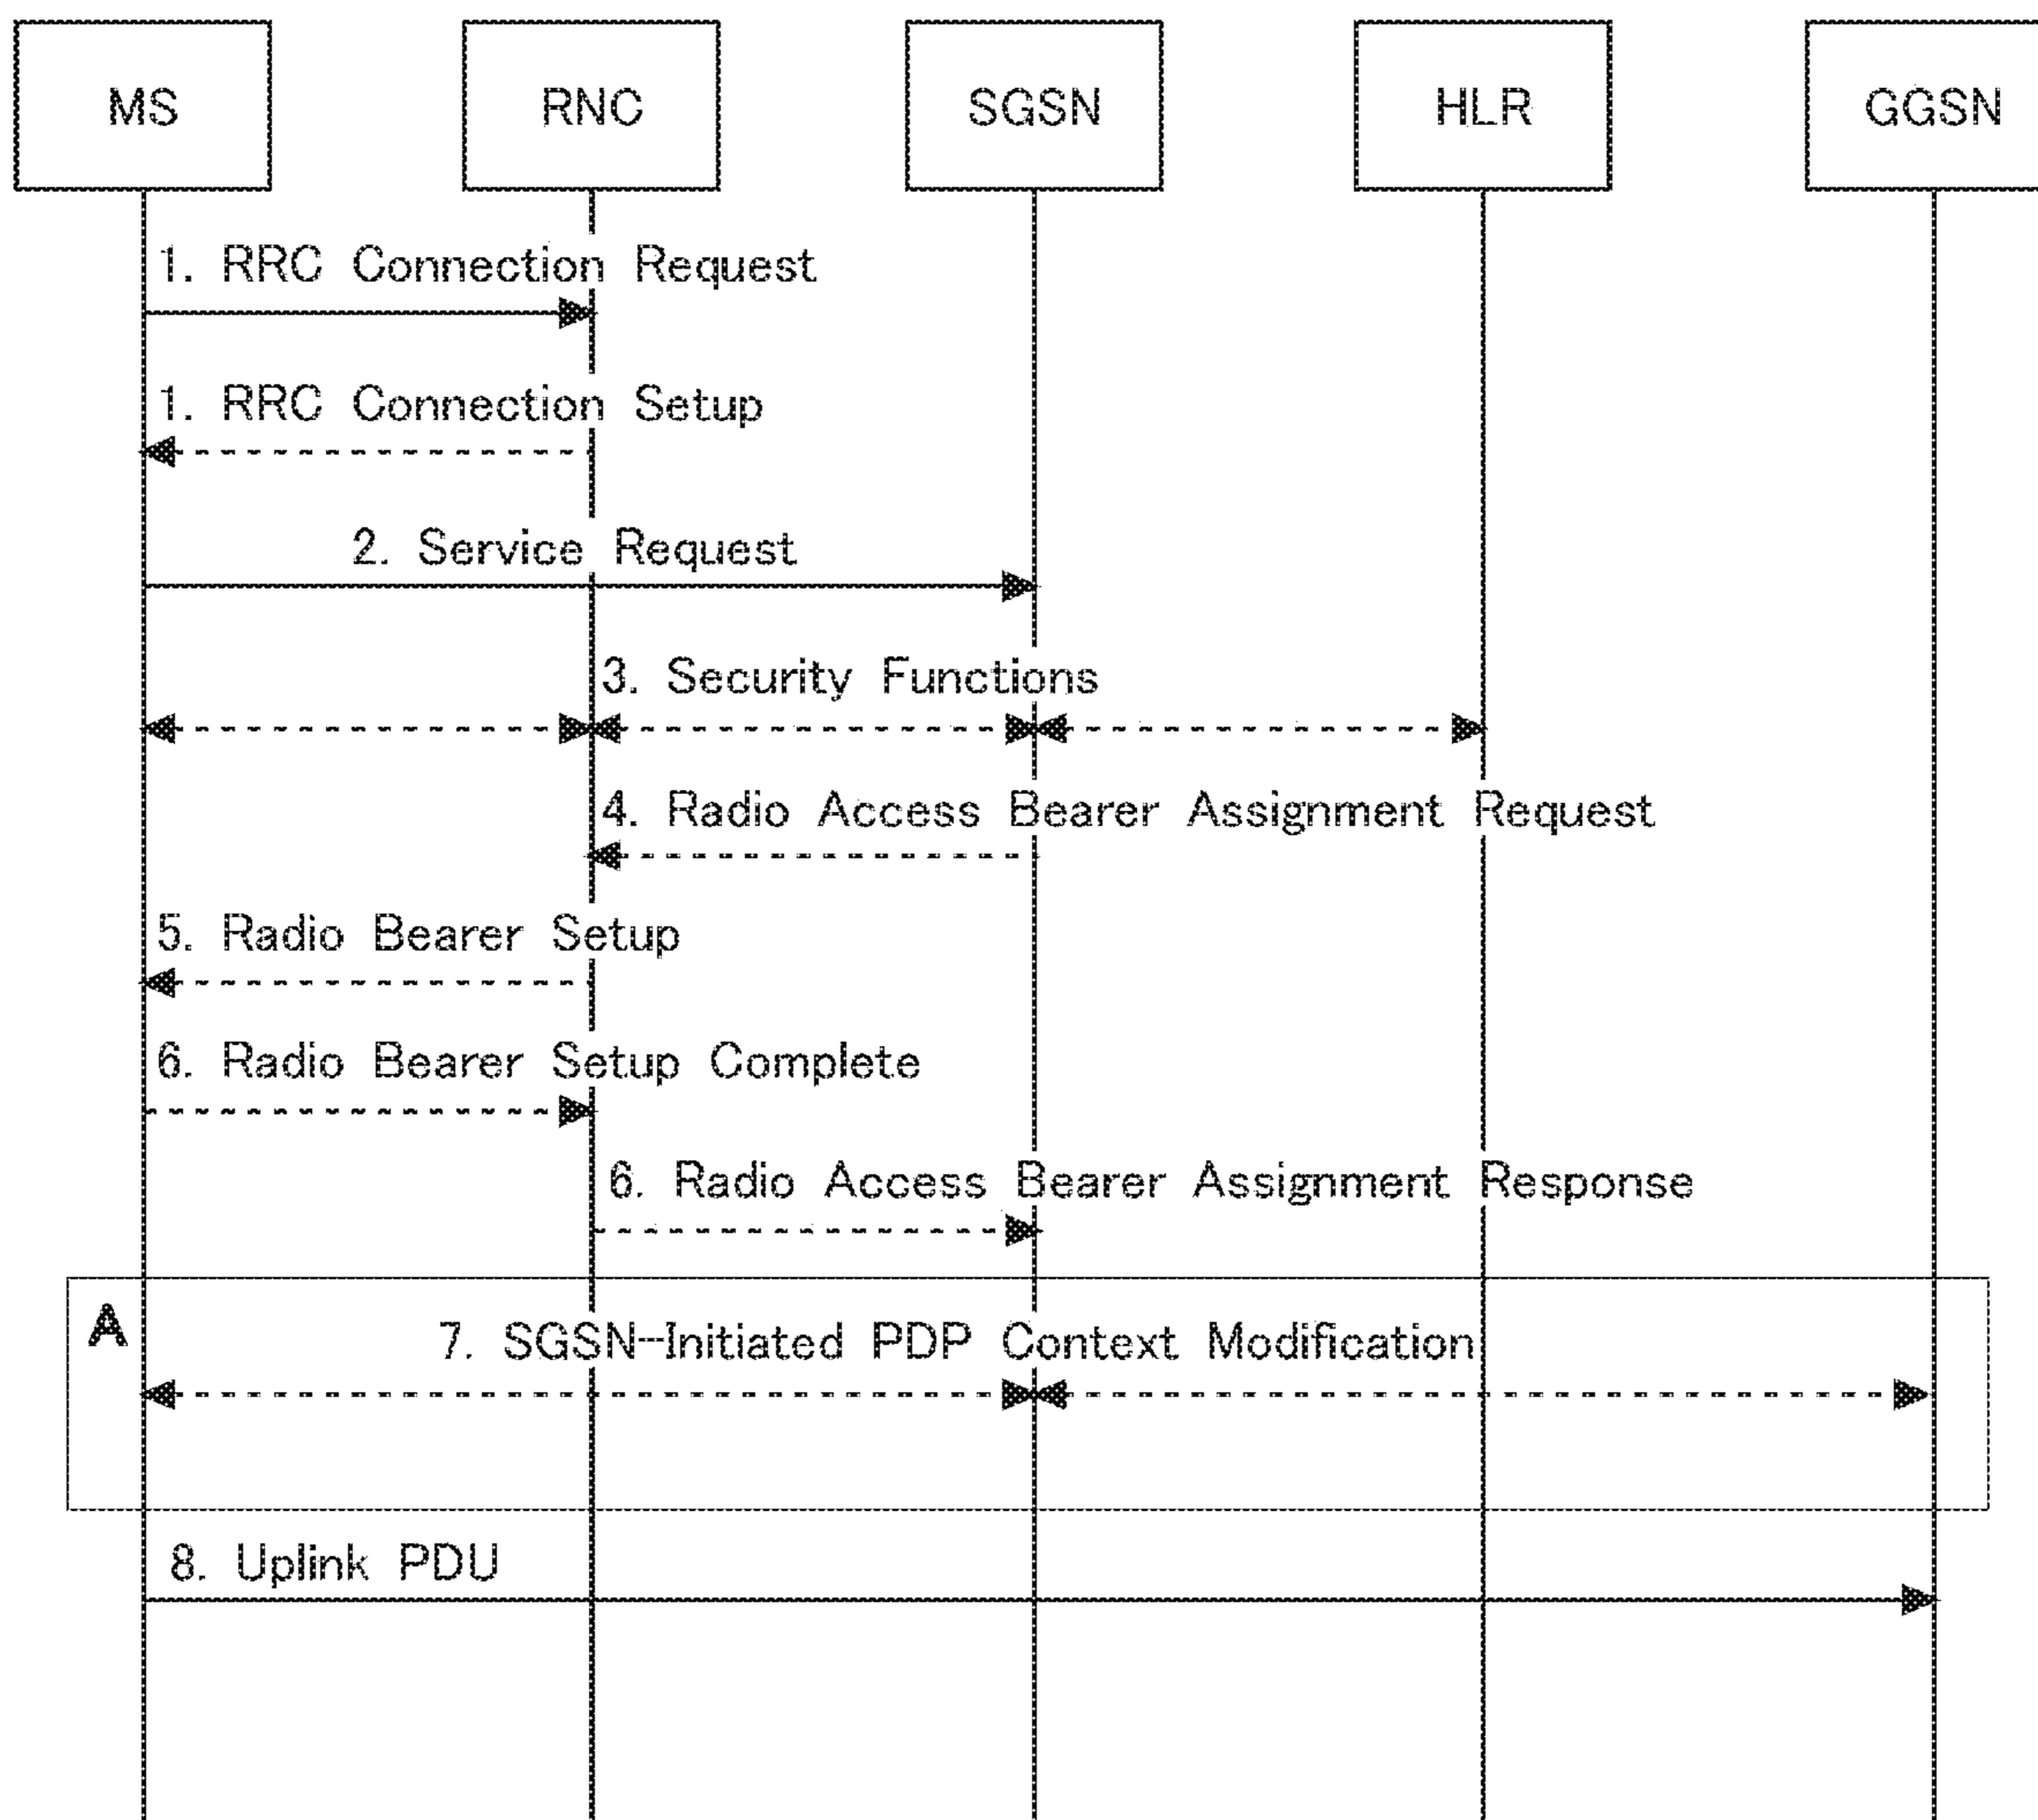 MS RNC SGSN HLR GGSN
1. RRC Connection Request
1. RRC Connection Setup
2. Service Request
3. Security Functions
4. Radio Access Bearer Assignment Request
5. Radio Bearer Setup
6. Radio Bearer Setup Complete
6. Radio Access Bearer Assignment Response
A
7. SGSN-Initiated PDP Context Modification
8. Uplink PDU